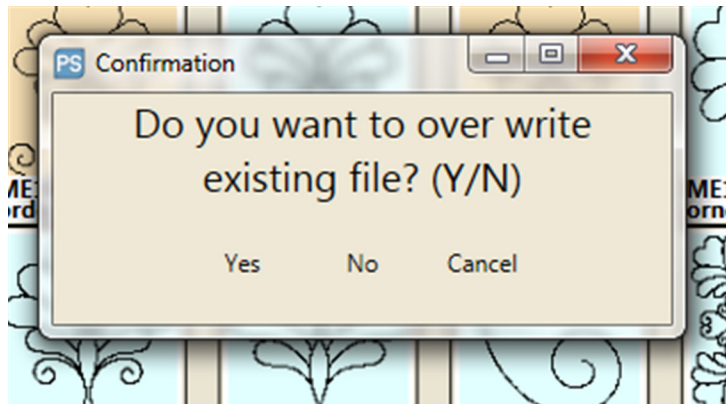 PS Confirmation
Do you want to over write
existing file? (Y/N)
Yes No Cancel